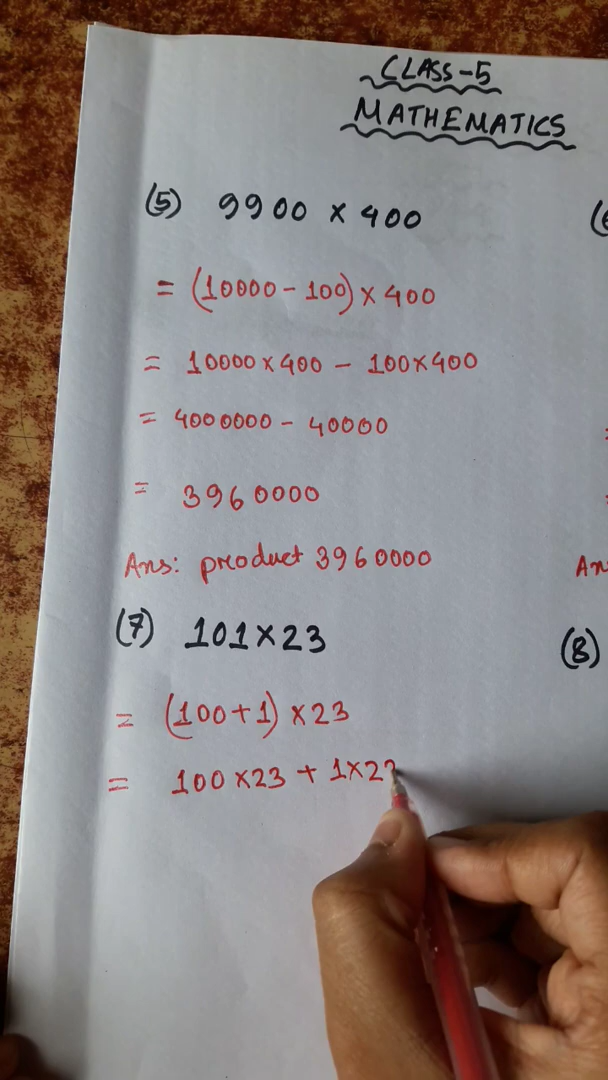 CLASS-5
MATHEMATICS
(5) 9900 × 400
= (10000 - 100) × 400
= 10000 × 400 - 100 × 400
= 4000000 - 40000
= 3960000
Ans: product 3960000
(7) 101 × 23
(8)
= (100 + 1) × 23
= 100 × 23 + 1 × 23